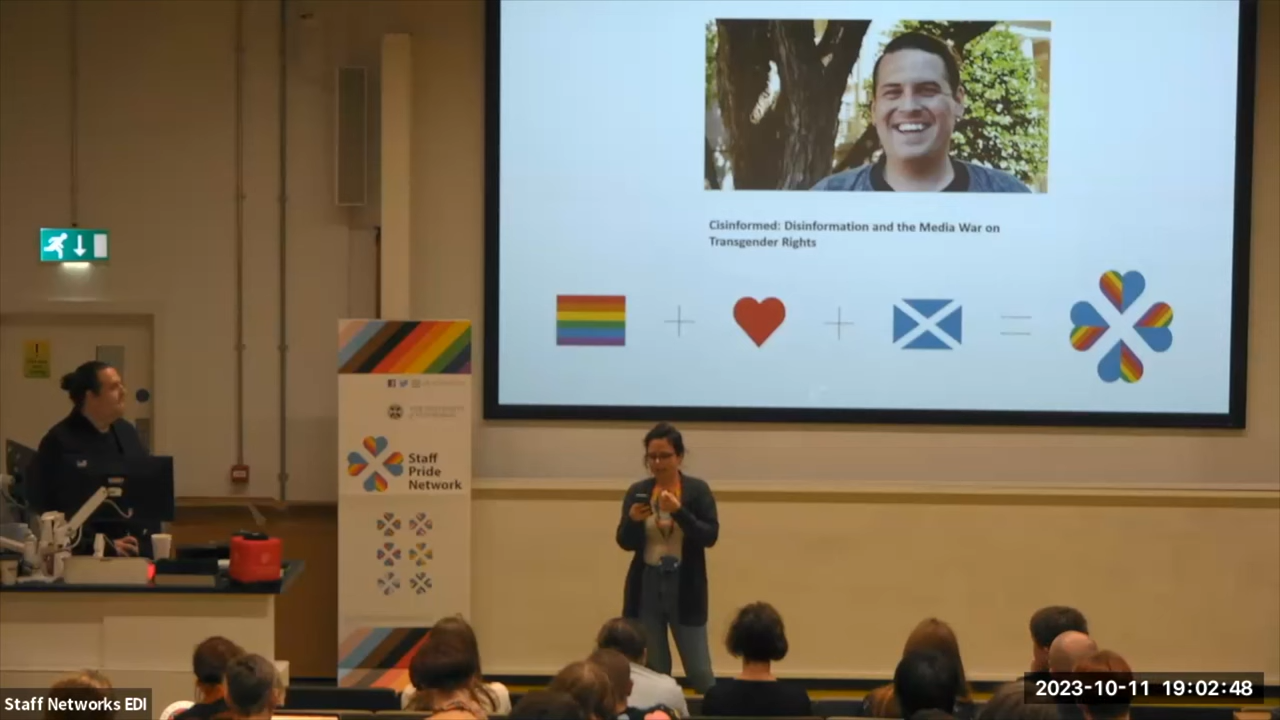 Cisinformed: Disinformation and the Media War on
Transgender Rights
Staff
Pride
Network
Staff Networks EDI
2023-10-11 19:02:48